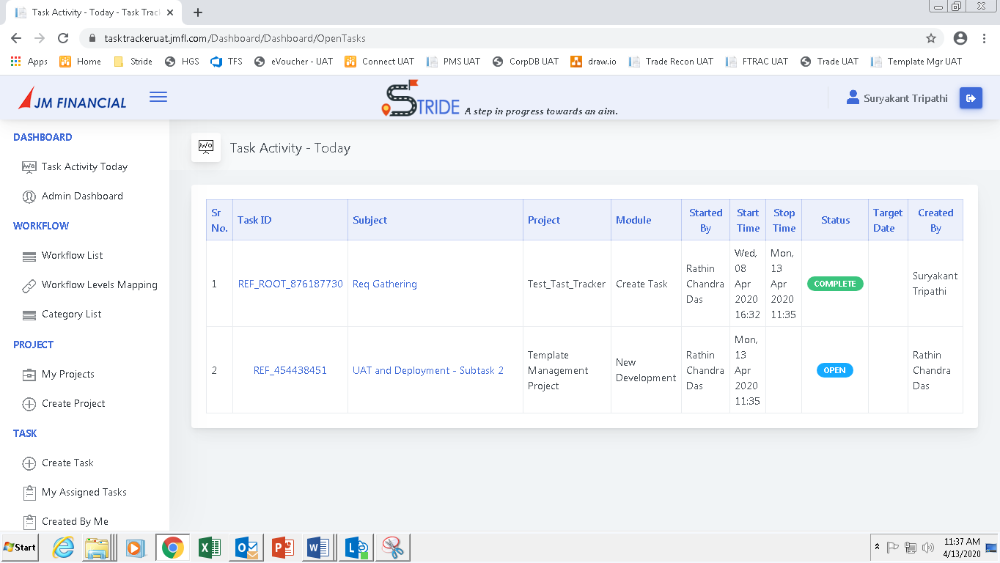 Task Activity - Today - Task Trac
tasktrackeruat.jmfl.com/Dashboard/Dashboard/OpenTasks
Apps Home Stride HGS TFS eVoucher - UAT Connect UAT PMS UAT CorpDB UAT draw.io Trade Recon UAT FTRAC UAT Trade UAT Template Mgr UAT
JM FINANCIAL
STRIDE A step in progress towards an aim.
Suryakant Tripathi
DASHBOARD
Task Activity Today
Admin Dashboard
WORKFLOW
Workflow List
Workflow Levels Mapping
Category List
PROJECT
My Projects
Create Project
TASK
Create Task
My Assigned Tasks
Created By Me
Task Activity - Today
Sr No. Task ID Subject Project Module Started By Start Time Stop Time Status Target Date Created By
1 REF_ROOT_876187730 Req Gathering Test_Tast_Tracker Create Task Rathin Chandra Das Wed, 08 Apr 2020 16:32 Mon, 13 Apr 2020 11:35 COMPLETE Suryakant Tripathi
2 REF_454438451 UAT and Deployment - Subtask 2 Template Management Project New Development Rathin Chandra Das Mon, 13 Apr 2020 11:35 OPEN Rathin Chandra Das
Start
11:37 AM
4/13/2020